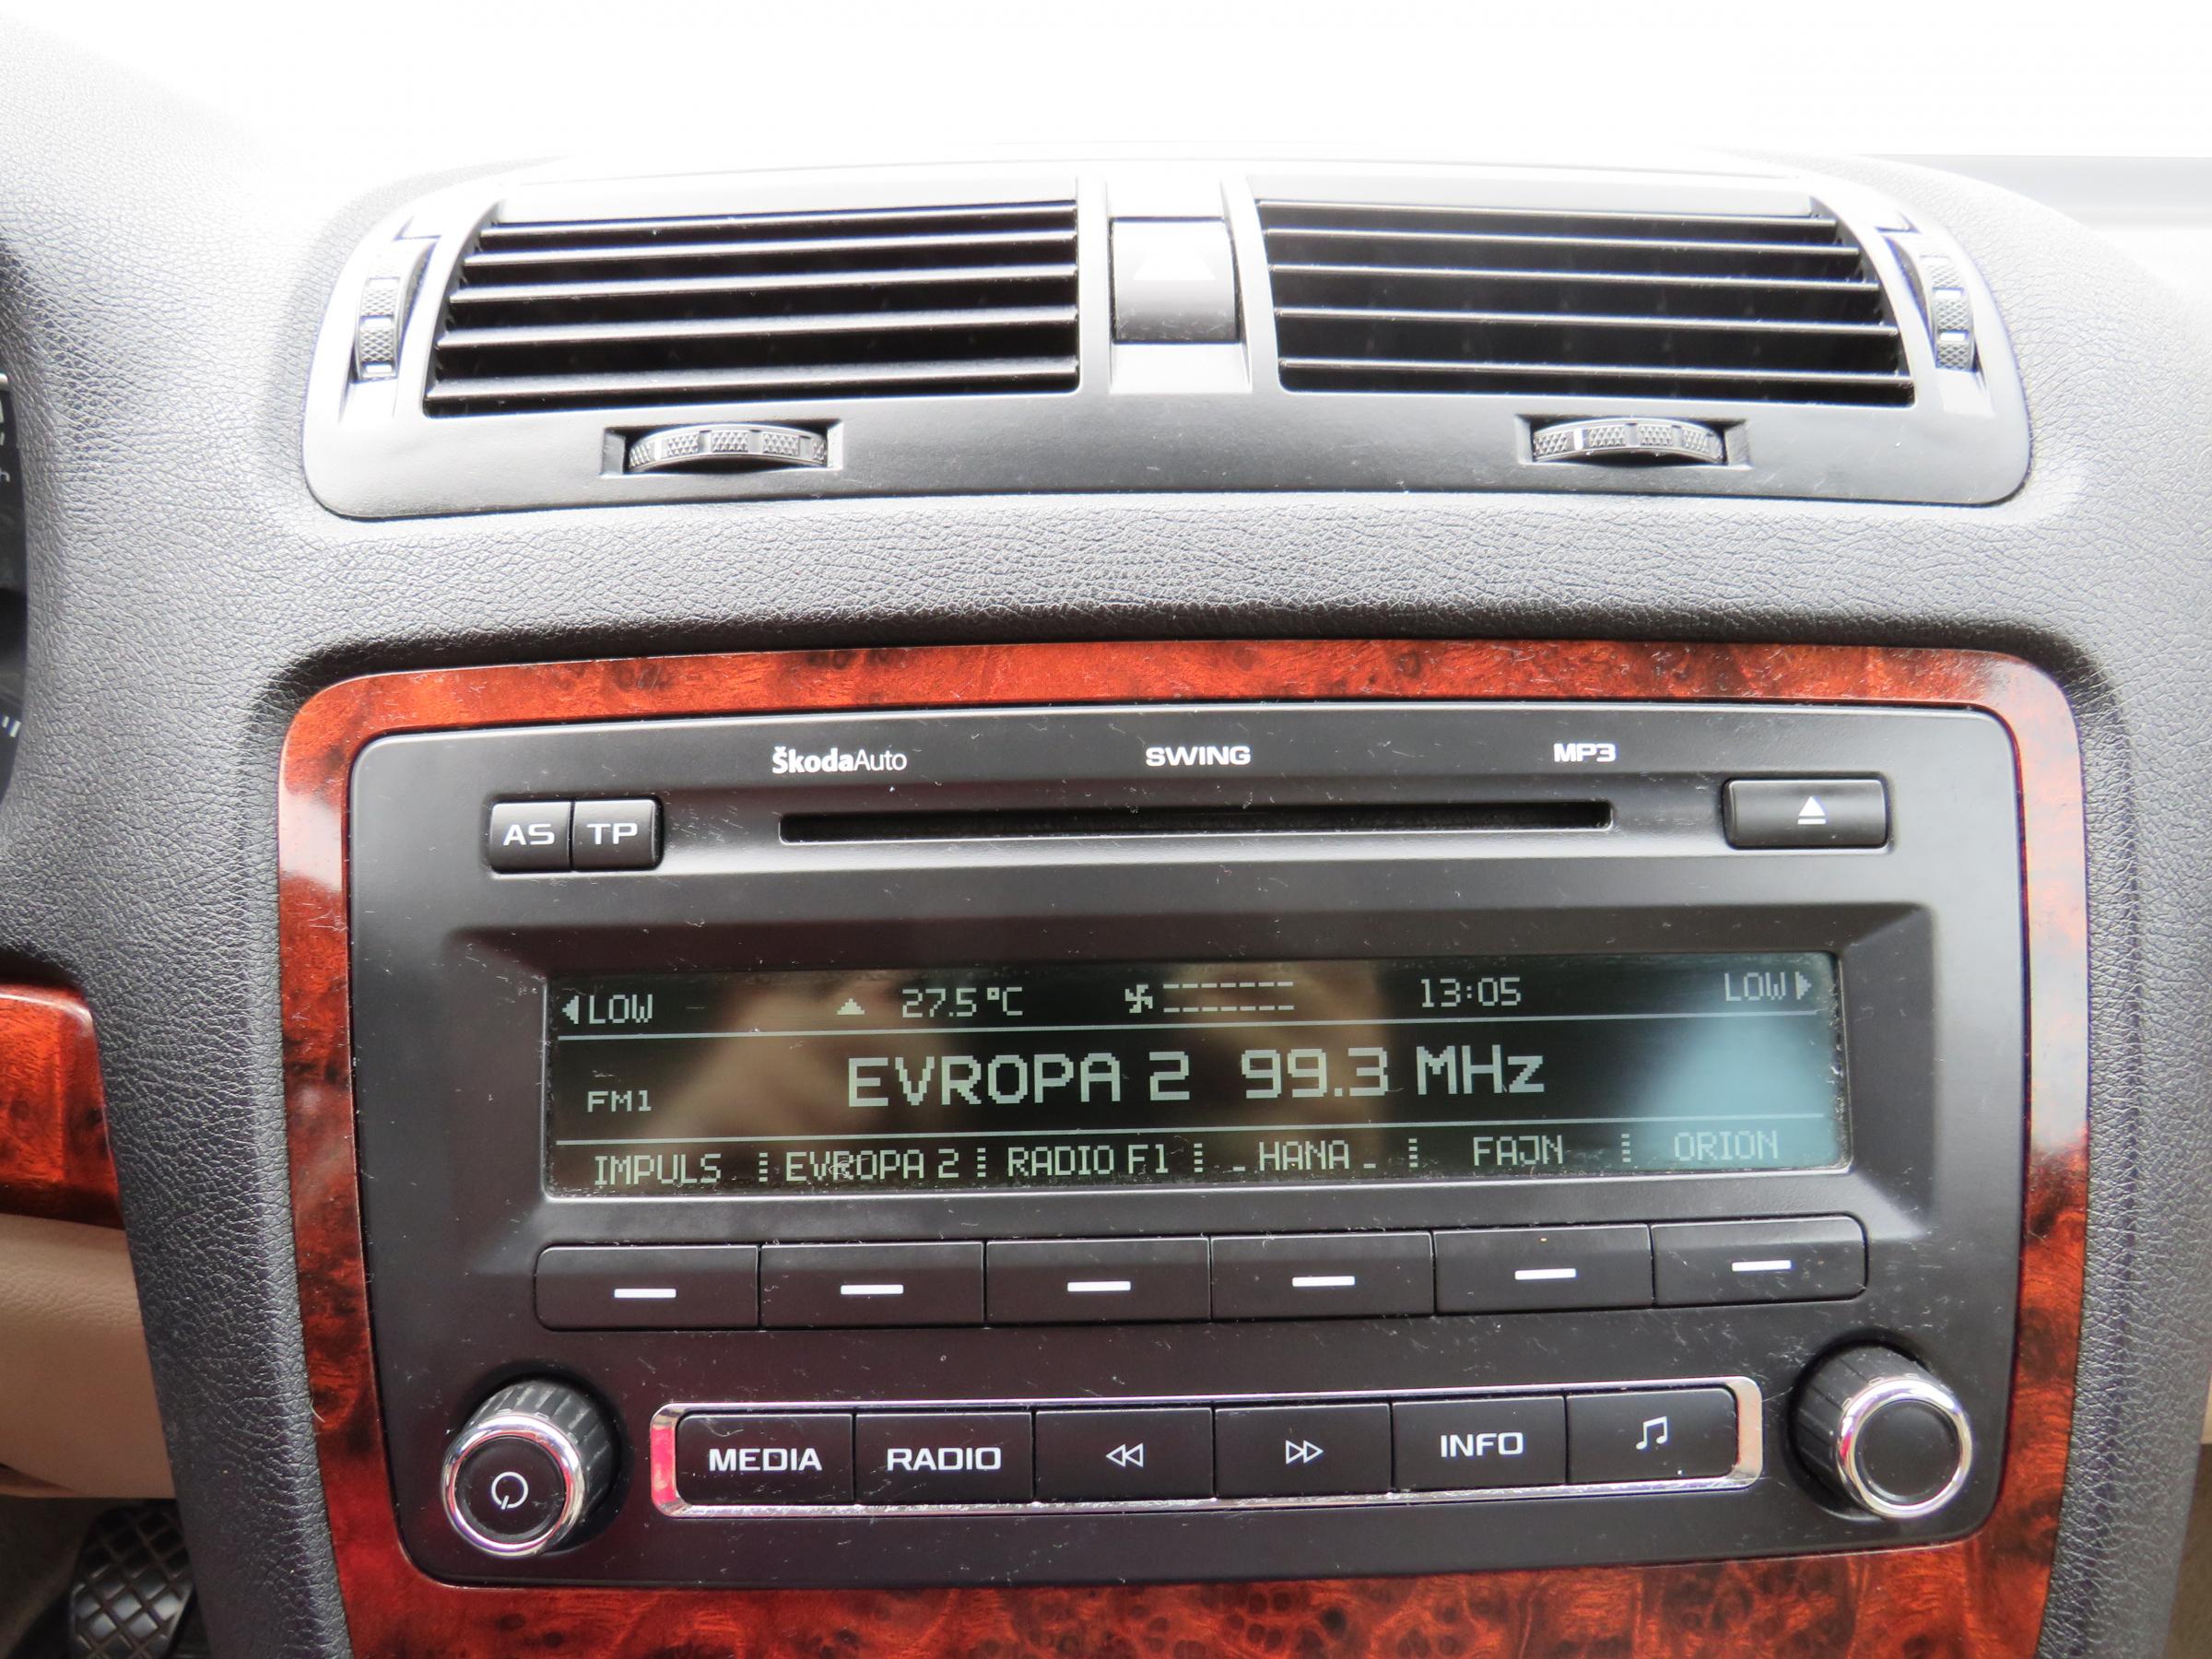 ŠkodaAuto SWING MP3
AS TP
LOW 27.5°C 13:05 LOW
FM1 EVROPA 2 99.3 MHz
IMPULS EVROPA 2 RADIO F1 _HANA_ FAJN ORION
MEDIA RADIO INFO